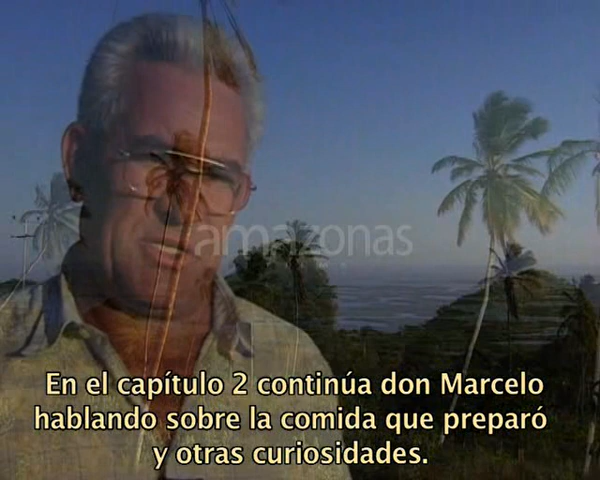 amazonas
En el capítulo 2 continúa don Marcelo
hablando sobre la comida que preparó
y otras curiosidades.